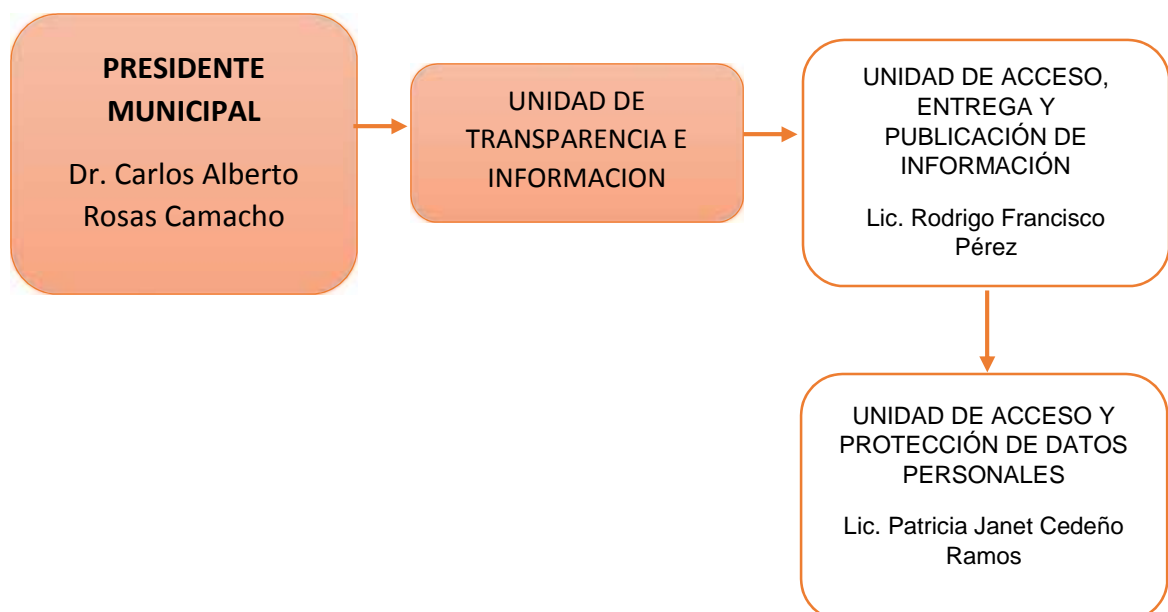 PRESIDENTE
MUNICIPAL
Dr. Carlos Alberto
Rosas Camacho
UNIDAD DE
TRANSPARENCIA E
INFORMACION
UNIDAD DE ACCESO,
ENTREGA Y
PUBLICACIÓN DE
INFORMACIÓN
Lic. Rodrigo Francisco
Pérez
UNIDAD DE ACCESO Y
PROTECCIÓN DE DATOS
PERSONALES
Lic. Patricia Janet Cedeño
Ramos